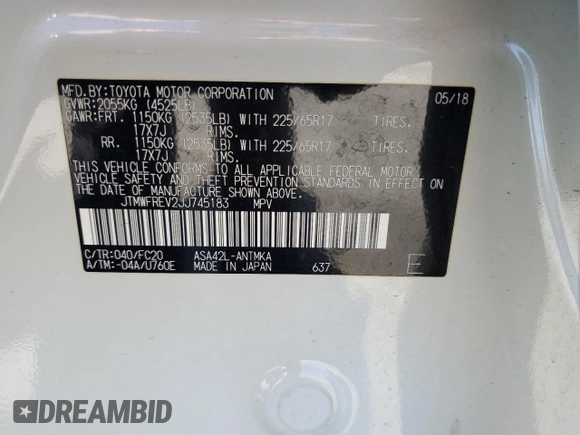 MFD.BY:TOYOTA MOTOR CORPORATION 05/18
GVWR:2055KG (4525LB)
GAWR:FRT. 1150KG (2535LB) WITH 225/65R17 TIRES.
17X7J RIMS.
RR. 1150KG (2535LB) WITH 225/65R17 TIRES.
17X7J RIMS.
THIS VEHICLE CONFORMS TO ALL APPLICABLE FEDERAL MOTOR
VEHICLE SAFETY AND THEFT PREVENTION STANDARDS IN
EFFECT ON THE DATE OF MANUFACTURE SHOWN ABOVE.
JTMWFREV2JJ745183 MPV
C/TR:040/FC20 ASA42L-ANTMKA
A/TM:-04A/U760E MADE IN JAPAN 637 E
DREAMBID